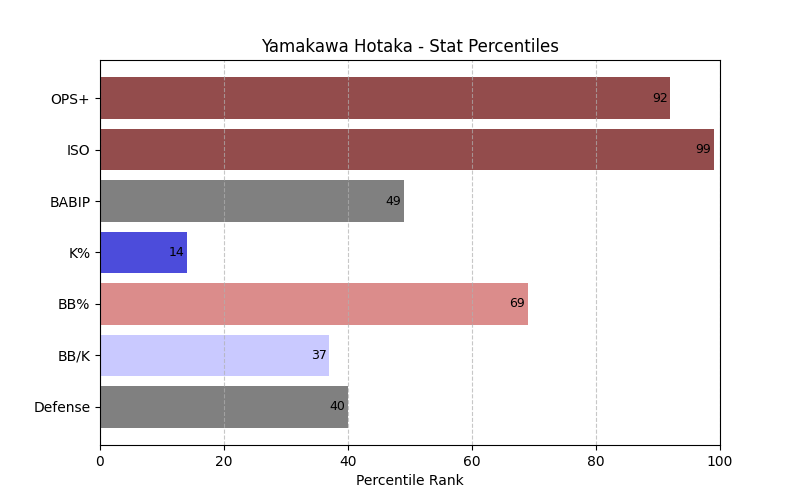 Yamakawa Hotaka - Stat Percentiles
OPS+ 92
ISO 99
BABIP 49
K% 14
BB% 69
BB/K 37
Defense 40
0 20 40 60 80 100
Percentile Rank